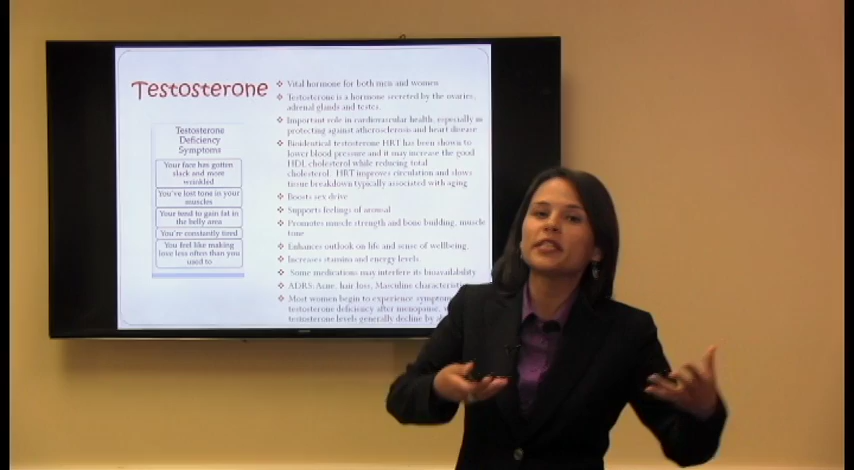 Testosterone
Testosterone
Deficiency
Symptoms
Your face has gotten
slack and more
wrinkled
You've lost tone in your
muscles
Your tend to gain fat in
the belly area
You're constantly tired
You feel like making
love less often than you
used to
❖ Vital hormone for both men and women
❖ Testosterone is a hormone secreted by the ovaries,
adrenal glands and testes.
❖ Important role in cardiovascular health, especially in
protecting against atherosclerosis and heart disease
❖ Bioidentical testosterone HRT has been shown to
lower blood pressure and it may increase the good
HDL cholesterol while reducing total
cholesterol. HRT improves circulation and slows
tissue breakdown typically associated with aging
❖ Boosts sex drive
❖ Supports feelings of arousal
❖ Promotes muscle strength and bone building, muscle
tone
❖ Enhances outlook on life and sense of wellbeing.
❖ Increases stamina and energy levels.
❖ Some medications may interfere its bioavailability
❖ ADRS: Acne, hair loss, Masculine
❖ Most women begin to experience
testosterone deficiency after menopause,
testosterone levels generally decline by